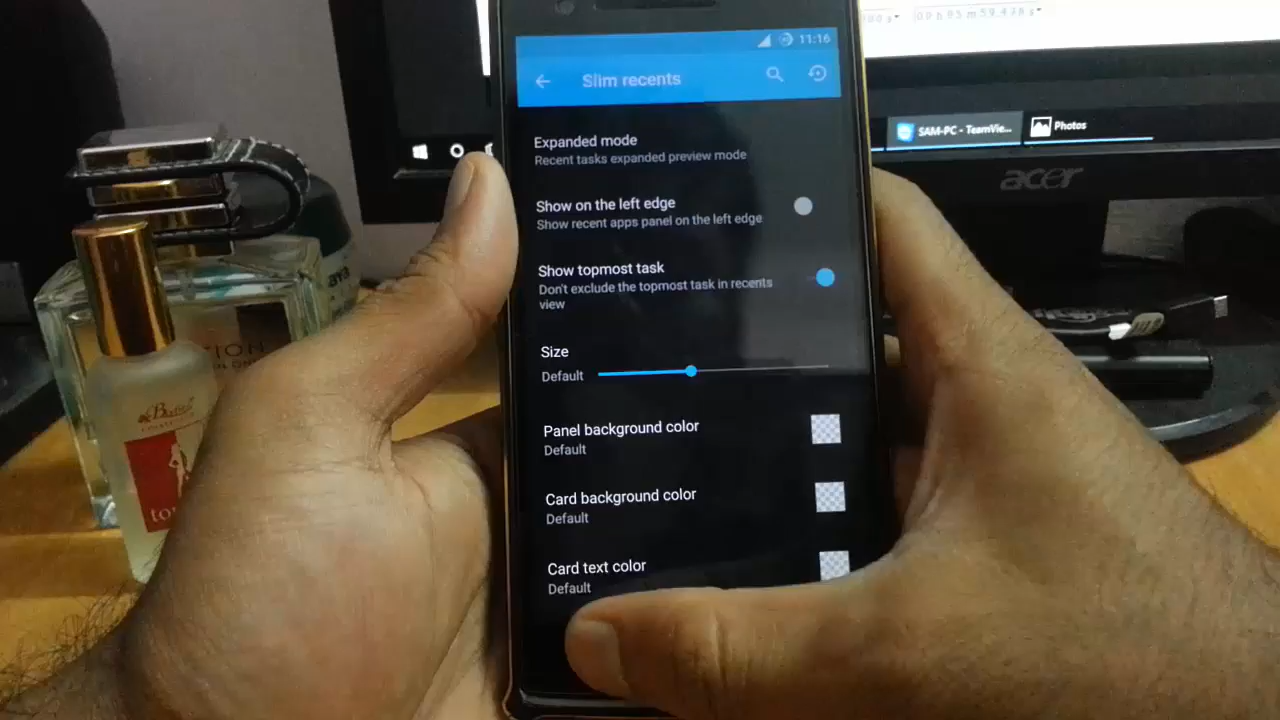 11:16
Slim recents
Expanded mode
Recent tasks expanded preview mode
Show on the left edge
Show recent apps panel on the left edge
Show topmost task
Don't exclude the topmost task in recents
view
Size
Default
Panel background color
Default
Card background color
Default
Card text color
Default
SAM-PC - TeamVie...
Photos
acer